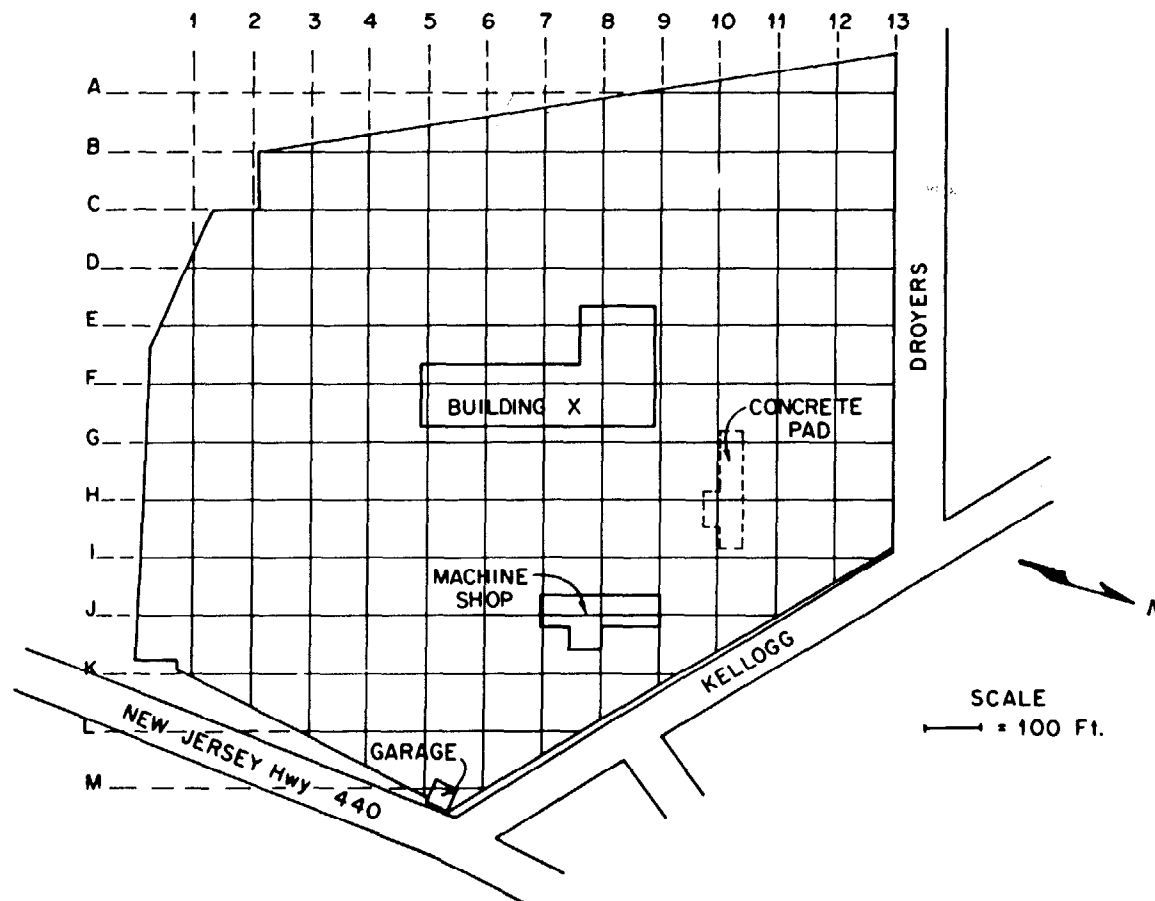 1 2 3 4 5 6 7 8 9 10 11 12 13
A
B
C
D
E
F
G
H
I
J
K
L
M
DROYERS
BUILDING X
CONCRETE
PAD
MACHINE
SHOP
KELLOGG
N
SCALE
= 100 Ft.
GARAGE
NEW JERSEY Hwy 440